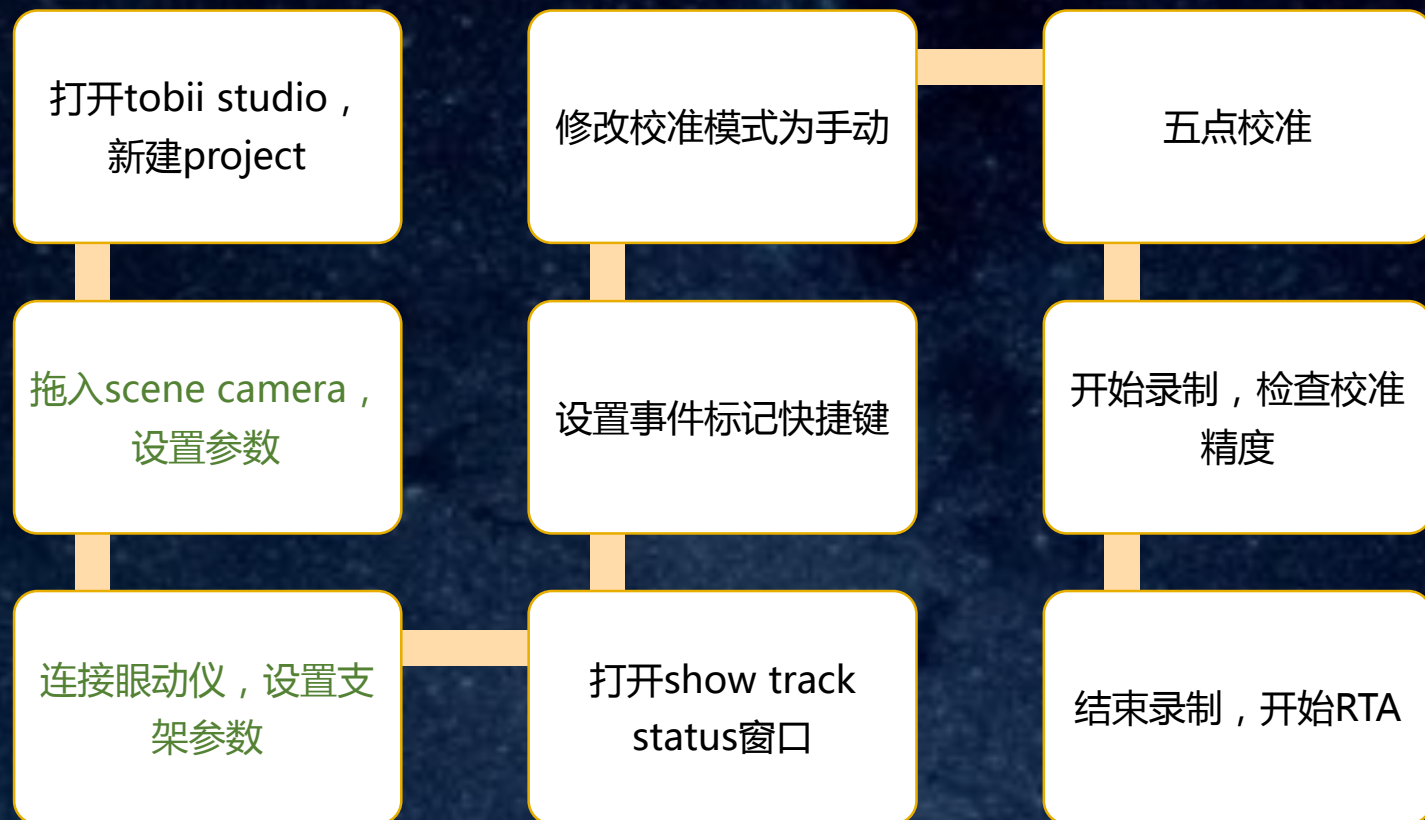 打开tobii studio，
新建project
拖入scene camera，
设置参数
连接眼动仪，设置支
架参数
打开show track
status窗口
设置事件标记快捷键
修改校准模式为手动
五点校准
开始录制，检查校准
精度
结束录制，开始RTA